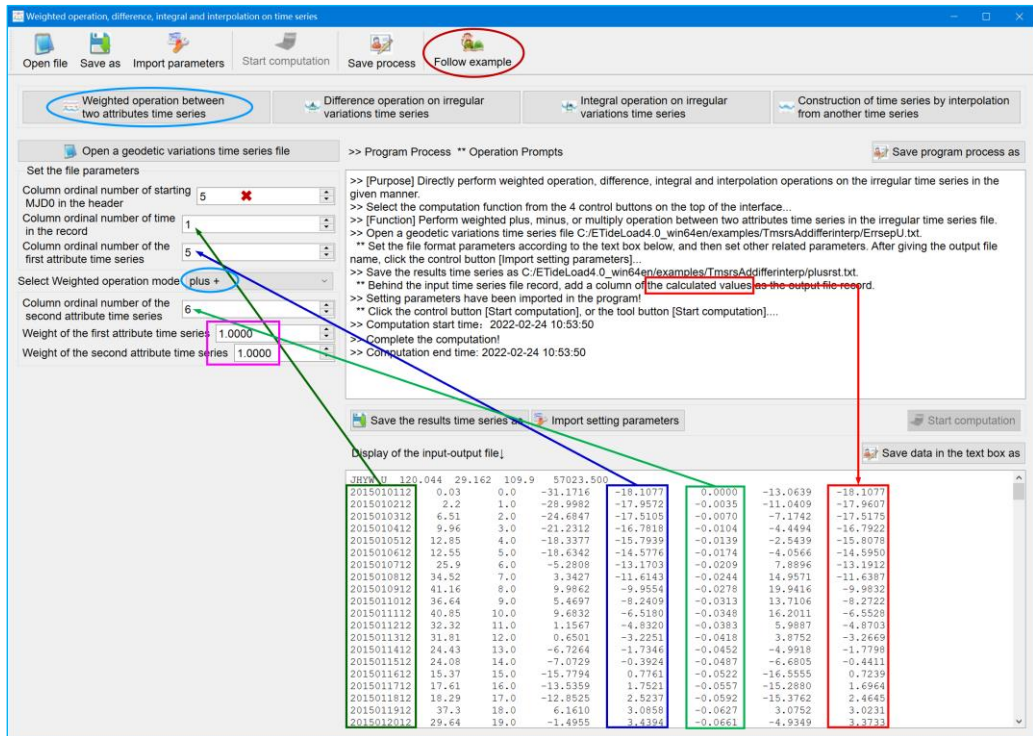 Weighted operation, difference, integral and interpolation on time series
Open file Save as Import parameters Start computation Save process Follow example
Weighted operation between
two attributes time series
Difference operation on irregular
variations time series
Integral operation on irregular
variations time series
Construction of time series by interpolation
from another time series
Open a geodetic variations time series file
Set the file parameters
Column ordinal number of starting
MJD0 in the header
5
Column ordinal number of time
in the record
1
Column ordinal number of the
first attribute time series
5
Select Weighted operation mode plus +
Column ordinal number of the
second attribute time series
6
Weight of the first attribute time series 1.0000
Weight of the second attribute time series 1.0000
>> Program Process ** Operation Prompts
Save program process as
>> [Purpose] Directly perform weighted operation, difference, integral and interpolation operations on the irregular time series in the
given manner.
>> Select the computation function from the 4 control buttons on the top of the interface...
>> [Function] Perform weighted plus, minus, or multiply operation between two attributes time series in the irregular time series file.
>> Open a geodetic variations time series file C:/ETideLoad4.0_win64en/examples/TmsrsAddifferinterp/ErrsepU.txt.
** Set the file format parameters according to the text box below, and then set other related parameters. After giving the output file
name, click the control button [Import setting parameters]...
>> Save the results time series as C:/ETideLoad4.0_win64en/examples/TmsrsAddifferinterp/plusrst.txt.
** Behind the input time series file record, add a column of the calculated values as the output file record.
>> Setting parameters have been imported in the program!
** Click the control button [Start computation], or the tool button [Start computation]....
>> Computation start time: 2022-02-24 10:53:50
>> Complete the computation!
>> Computation end time: 2022-02-24 10:53:50
Save the results time series as Import setting parameters Start computation
Display of the input-output file↓
Save data in the text box as
JHYW_U 120.044 29.162 109.9 57023.500
2015010112 0.03 0.0 -31.1716 -18.1077 0.0000 -13.0639 -18.1077
2015010212 2.2 1.0 -28.9982 -17.9572 -0.0035 -11.0409 -17.9607
2015010312 6.51 2.0 -24.6847 -17.5105 -0.0070 -7.1742 -17.5175
2015010412 9.96 3.0 -21.2312 -16.7818 -0.0104 -4.4494 -16.7922
2015010512 12.85 4.0 -18.3377 -15.7939 -0.0139 -2.5439 -15.8078
2015010612 12.55 5.0 -18.6342 -14.5776 -0.0174 -4.0566 -14.5950
2015010712 25.9 6.0 -5.2808 -13.1703 -0.0209 7.8896 -13.1912
2015010812 34.52 7.0 3.3427 -11.6143 -0.0244 14.9571 -11.6387
2015010912 41.16 8.0 9.9862 -9.9554 -0.0278 19.9416 -9.9832
2015011012 36.64 9.0 5.4697 -8.2409 -0.0313 13.7106 -8.2722
2015011112 40.85 10.0 9.6832 -6.5180 -0.0348 16.2011 -6.5528
2015011212 32.32 11.0 1.1567 -4.8320 -0.0383 5.9887 -4.8703
2015011312 31.81 12.0 0.6501 -3.2251 -0.0418 3.8752 -3.2669
2015011412 24.43 13.0 -6.7264 -1.7346 -0.0452 -4.9918 -1.7798
2015011512 24.08 14.0 -7.0729 -0.3924 -0.0487 -6.6805 -0.4411
2015011612 15.37 15.0 -15.7794 0.7761 -0.0522 -16.5555 0.7239
2015011712 17.61 16.0 -13.5359 1.7521 -0.0557 -15.2880 1.6964
2015011812 18.29 17.0 -12.8525 2.5237 -0.0592 -15.3762 2.4645
2015011912 37.3 18.0 6.1610 3.0858 -0.0627 3.0752 3.0231
2015012012 29.64 19.0 -1.4955 3.4394 -0.0661 -4.9349 3.3733